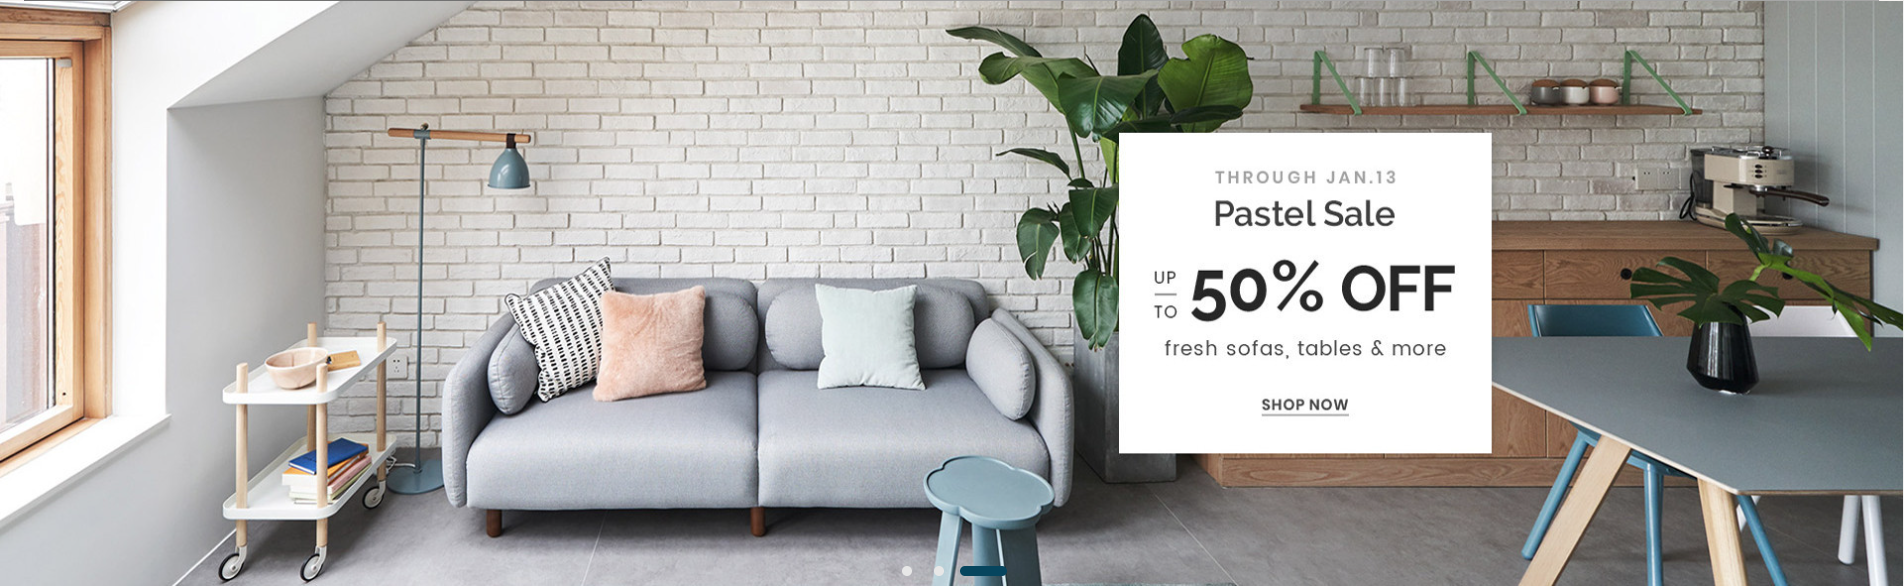 THROUGH JAN.13
Pastel Sale
UP TO 50% OFF
fresh sofas, tables & more
SHOP NOW